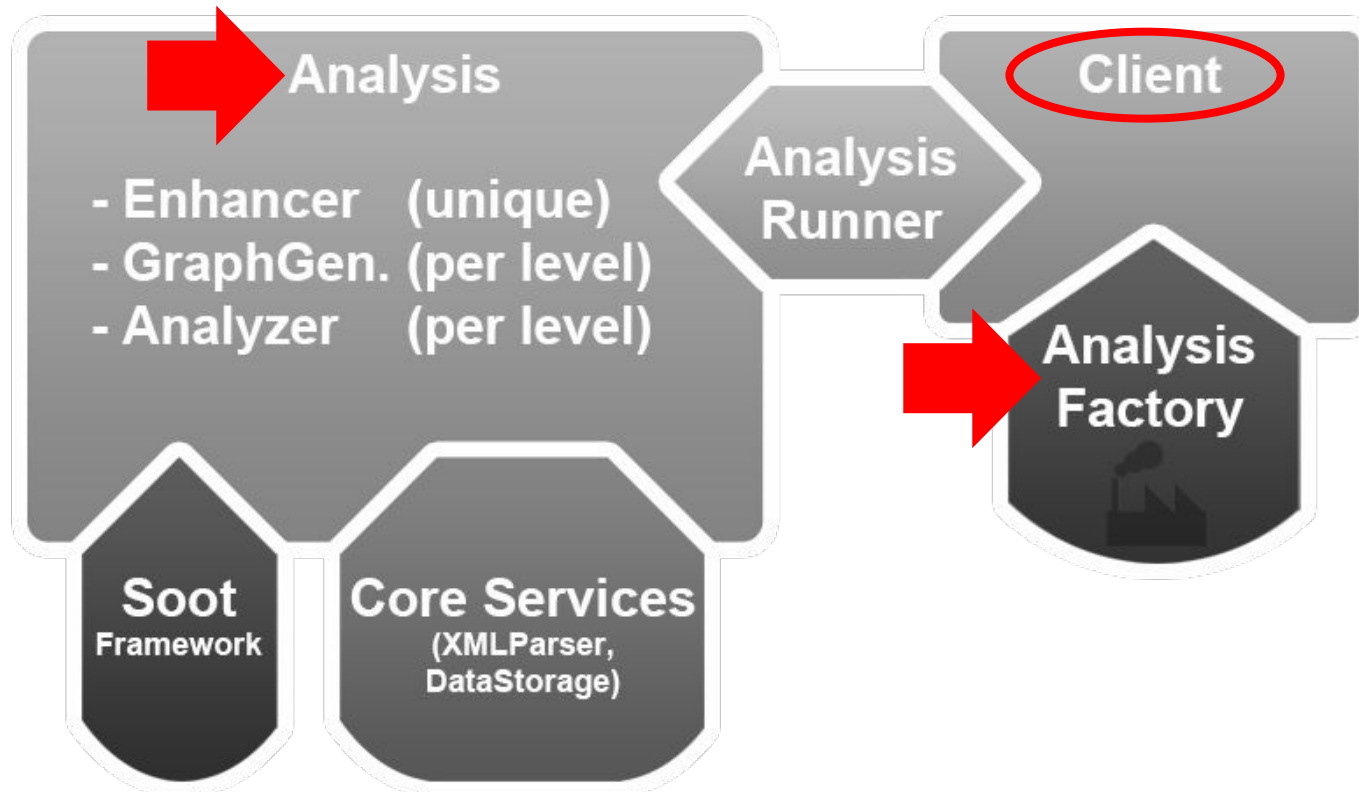 Analysis
- Enhancer (unique)
- GraphGen. (per level)
- Analyzer (per level)
Analysis
Runner
Client
Analysis
Factory
Soot
Framework
Core Services
(XMLParser,
DataStorage)